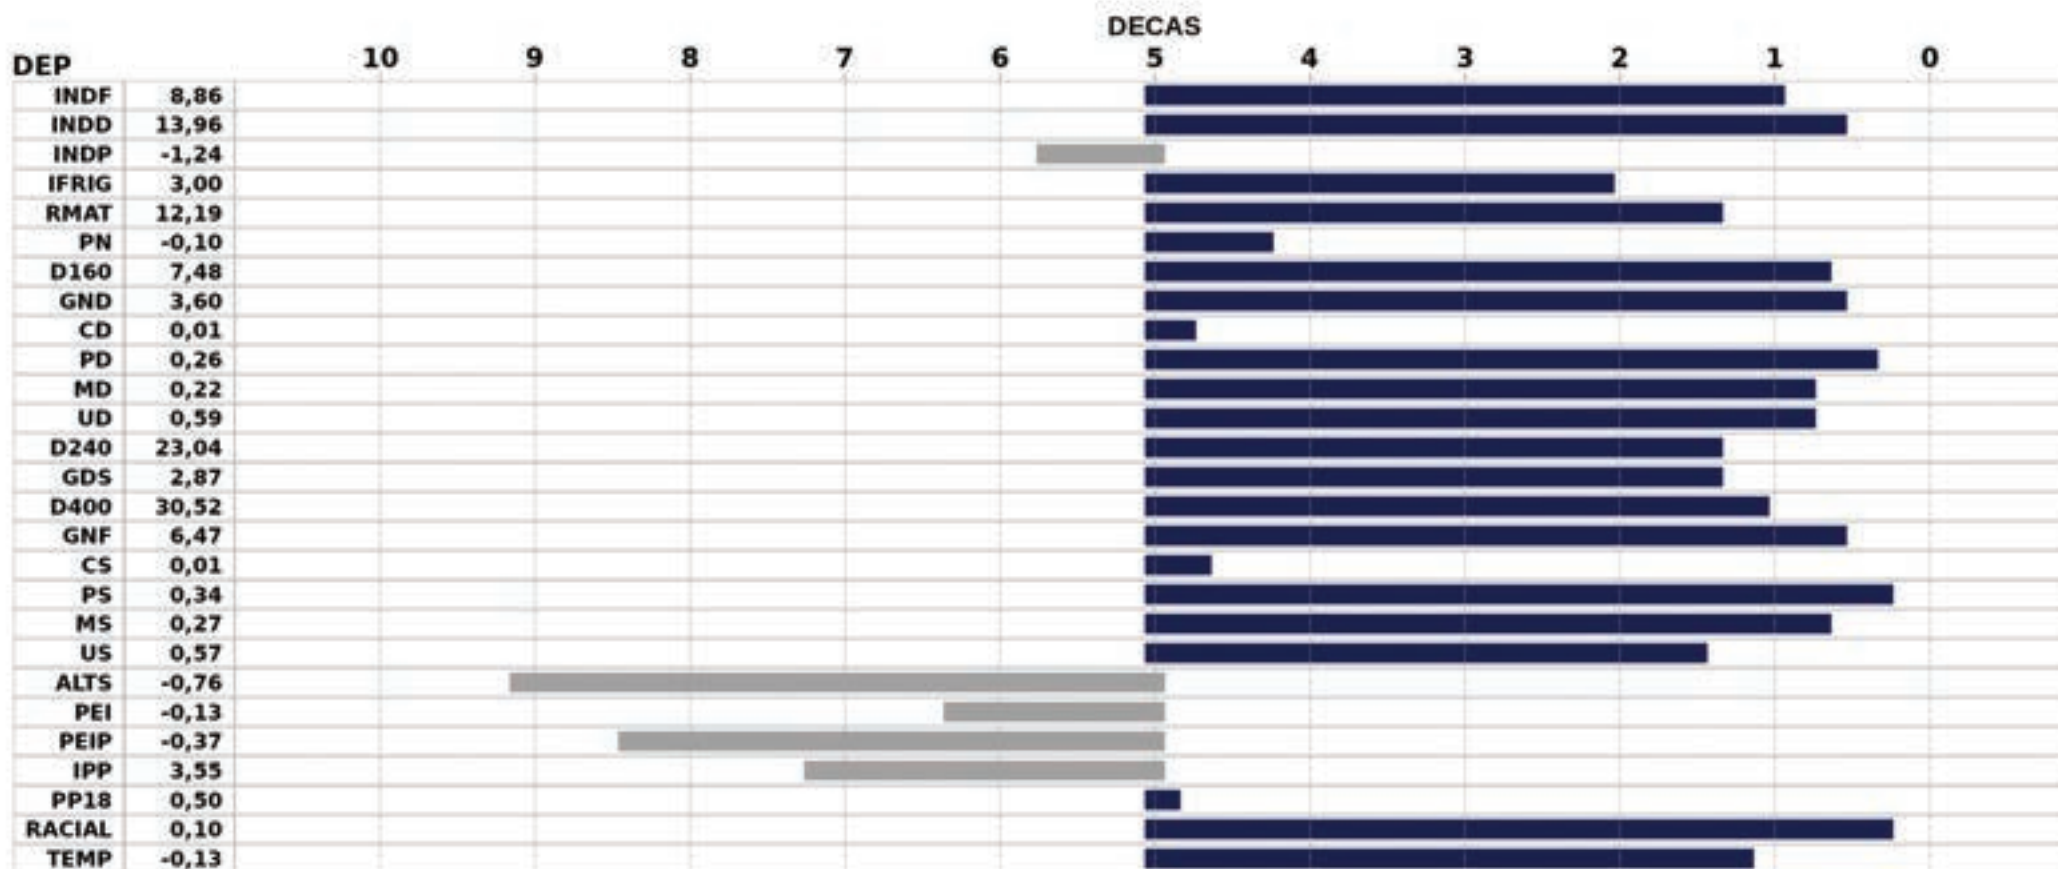 DECAS
DEP 10 9 8 7 6 5 4 3 2 1 0
INDF 8,86
INDD 13,96
INDP -1,24
IFRIG 3,00
RMAT 12,19
PN -0,10
D160 7,48
GND 3,60
CD 0,01
PD 0,26
MD 0,22
UD 0,59
D240 23,04
GDS 2,87
D400 30,52
GNF 6,47
CS 0,01
PS 0,34
MS 0,27
US 0,57
ALTS -0,76
PEI -0,13
PEIP -0,37
IPP 3,55
PP18 0,50
RACIAL 0,10
TEMP -0,13